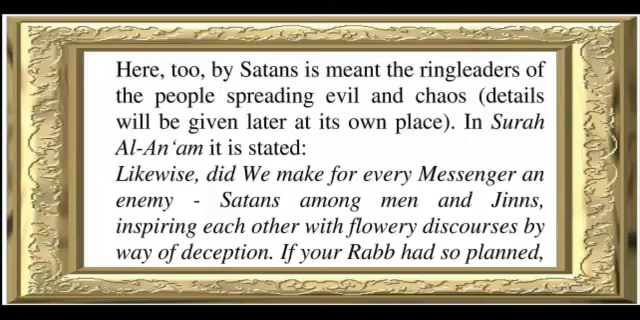 Here, too, by Satans is meant the ringleaders of
the people spreading evil and chaos (details
will be given later at its own place). In Surah
Al-An‘am it is stated:
Likewise, did We make for every Messenger an
enemy - Satans among men and Jinns,
inspiring each other with flowery discourses by
way of deception. If your Rabb had so planned,